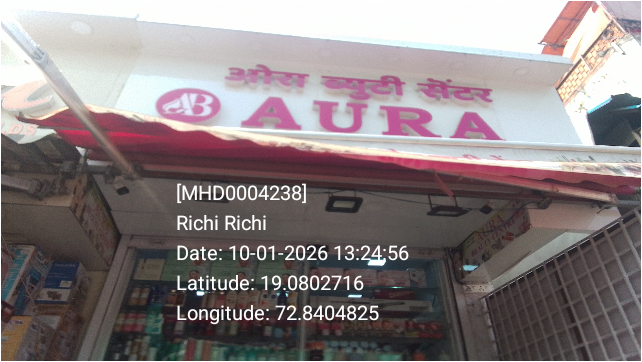 ओरा ब्युटी सेंटर
AB
AURA
[MHD0004238]
Richi Richi
Date: 10-01-2026 13:24:56
Latitude: 19.0802716
Longitude: 72.8404825